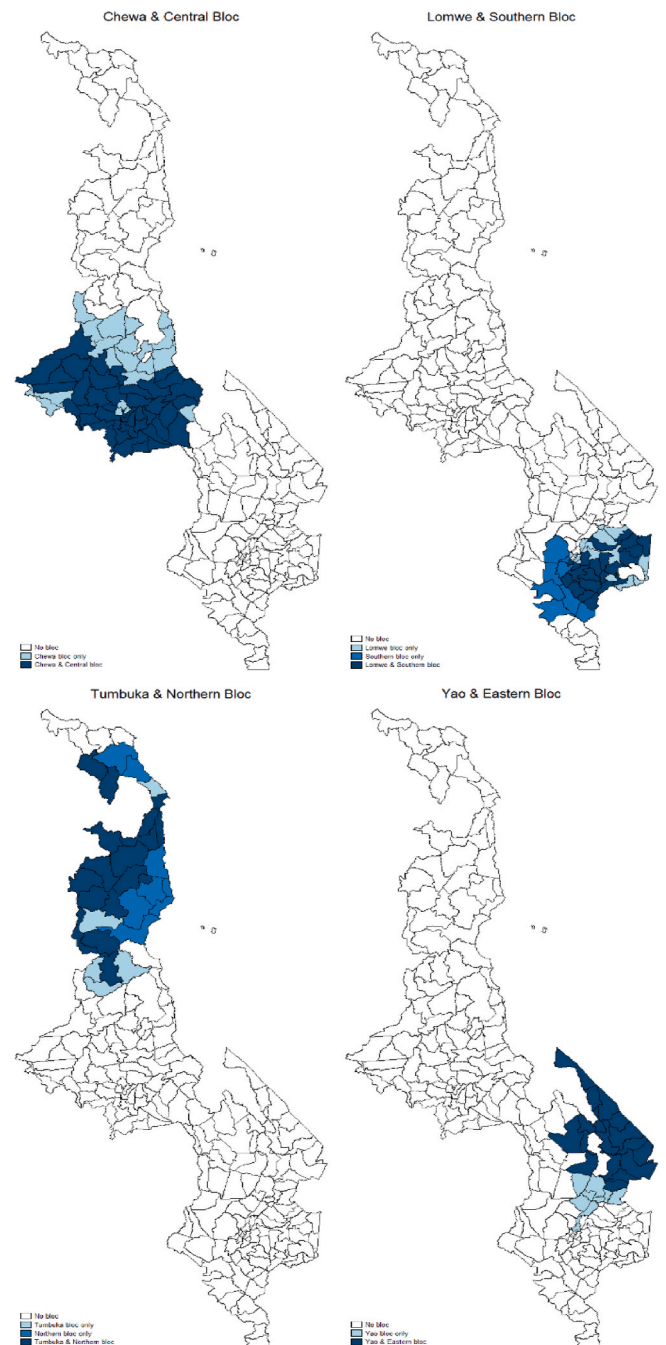 Chewa & Central Bloc
No bloc
Chewa bloc only
Chewa & Central bloc
Lomwe & Southern Bloc
No bloc
Lomwe bloc only
Southern bloc only
Lomwe & Southern bloc
Tumbuka & Northern Bloc
No bloc
Tumbuka bloc only
Northern bloc only
Tumbuka & Northern bloc
Yao & Eastern Bloc
No bloc
Yao bloc only
Yao & Eastern bloc